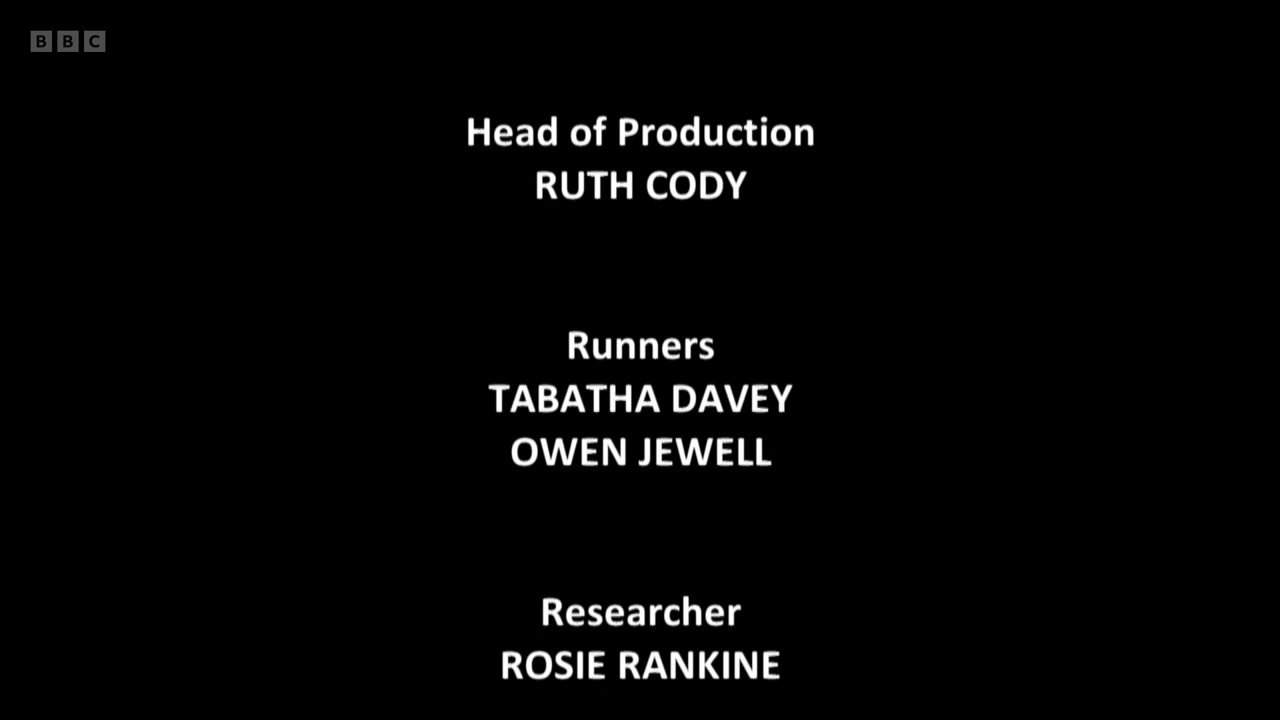 BBC
Head of Production
RUTH CODY
Runners
TABATHA DAVEY
OWEN JEWELL
Researcher
ROSIE RANKINE